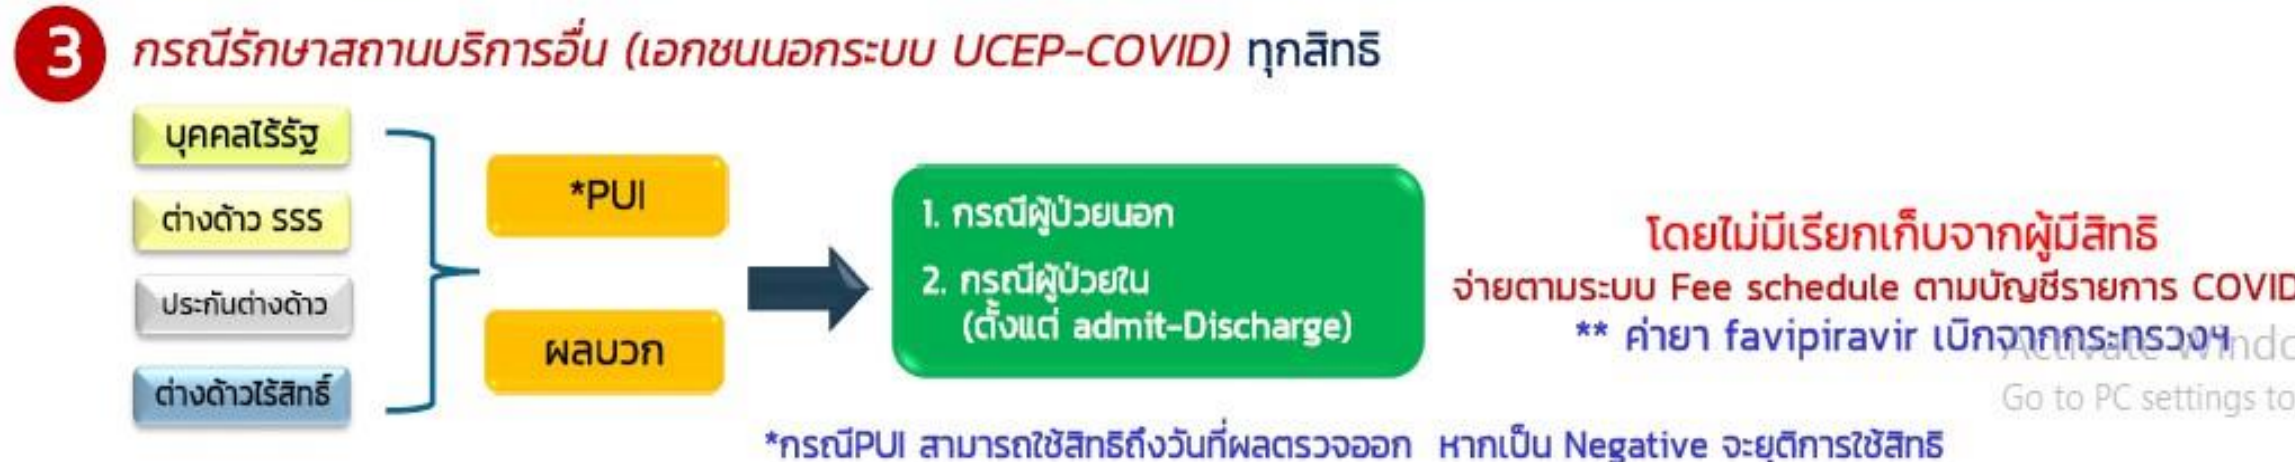 3 กรณีรักษาสถานบริการอื่น (เอกชนนอกระบบ UCEP-COVID) ทุกสิทธิ
บุคคลไร้รัฐ
ต่างด้าว SSS
ประกันต่างด้าว
ต่างด้าวไร้สิทธิ์
*PUI
ผลบวก
1. กรณีผู้ป่วยนอก
2. กรณีผู้ป่วยใน
(ตั้งแต่ admit-Discharge)
โดยไม่มีเรียกเก็บจากผู้มีสิทธิ
จ่ายตามระบบ Fee schedule ตามบัญชีรายการ COVID
** ค่ายา favipiravir เบิกจากกระทรวงฯ
Activate Windo
Go to PC settings to
*กรณีPUI สามารถใช้สิทธิถึงวันที่ผลตรวจออก หากเป็น Negative จะยุติการใช้สิทธิ